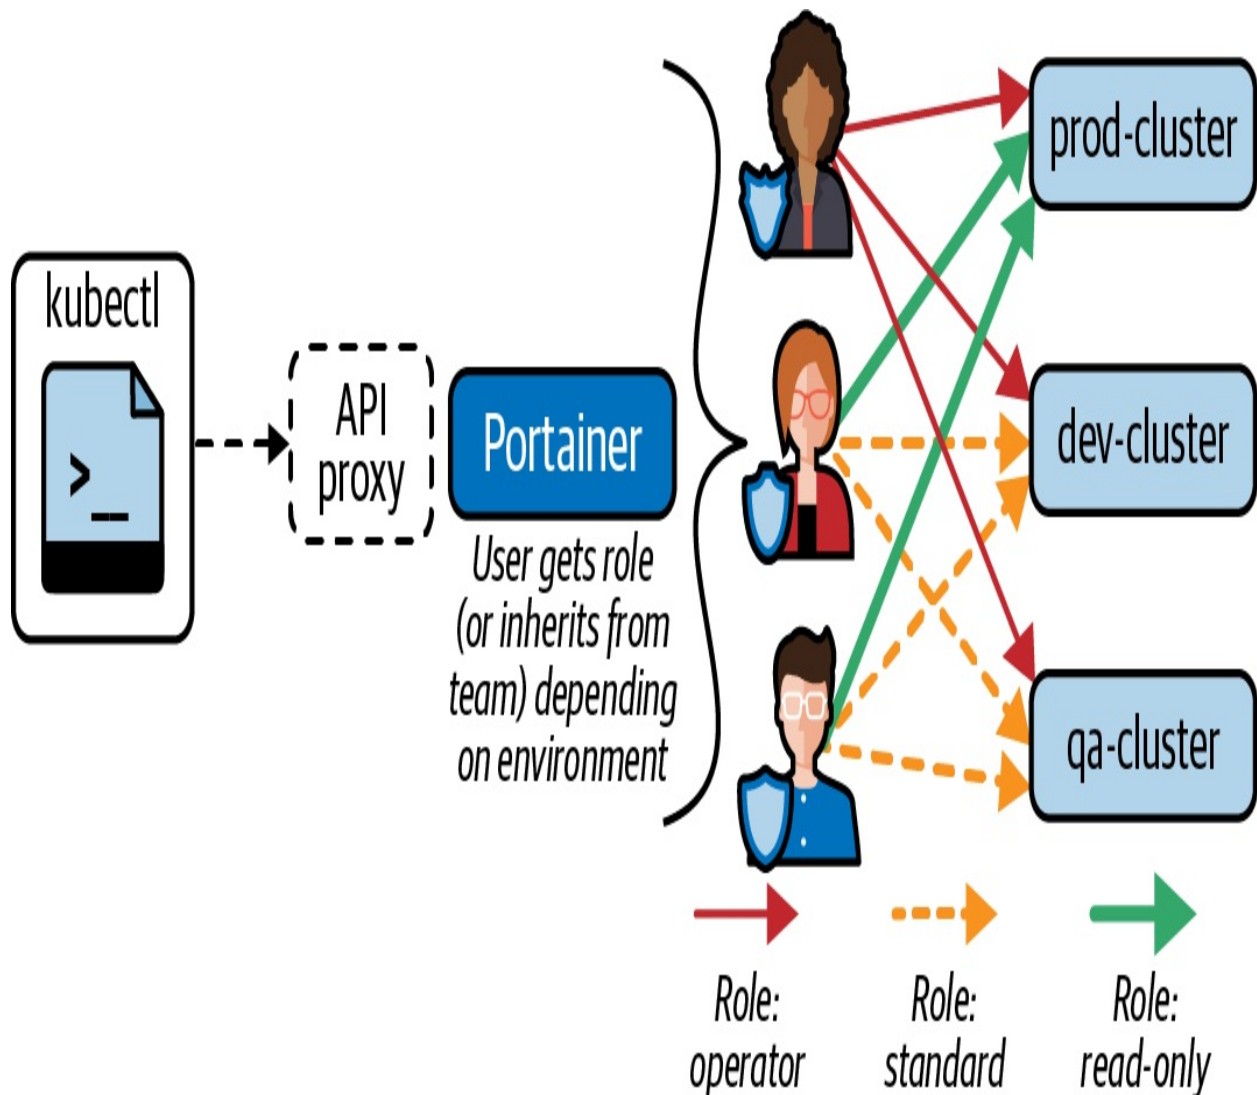 kubectl
>_
API
proxy
Portainer
User gets role
(or inherits from
team) depending
on environment
prod-cluster
dev-cluster
qa-cluster
Role:
operator
Role:
standard
Role:
read-only